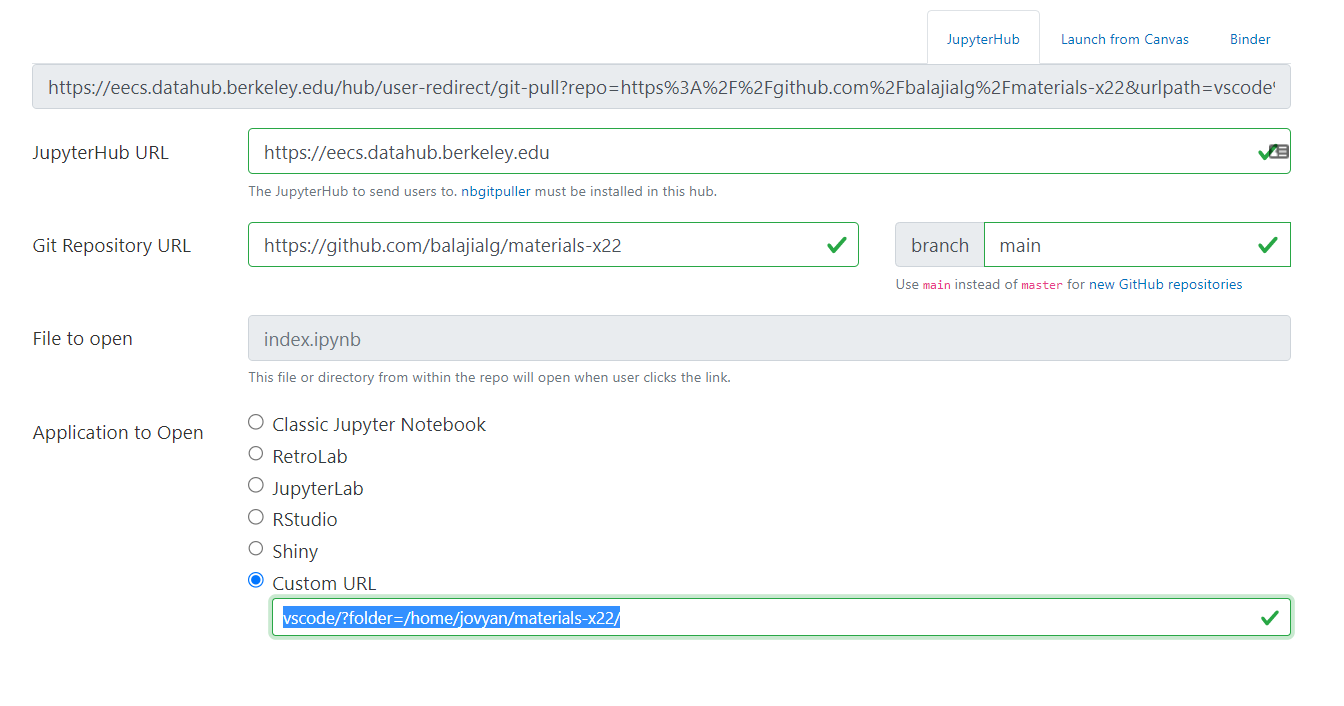 JupyterHub Launch from Canvas Binder
https://eecs.datahub.berkeley.edu/hub/user-redirect/git-pull?repo=https%3A%2F%2Fgithub.com%2Fbalajialg%2Fmaterials-x22&urlpath=vscode%
JupyterHub URL
https://eecs.datahub.berkeley.edu
The JupyterHub to send users to. nbgitpuller must be installed in this hub.
Git Repository URL
https://github.com/balajialg/materials-x22
branch main
Use main instead of master for new GitHub repositories
File to open
index.ipynb
This file or directory from within the repo will open when user clicks the link.
Application to Open
Classic Jupyter Notebook
RetroLab
JupyterLab
RStudio
Shiny
Custom URL
vscode/?folder=/home/jovyan/materials-x22/